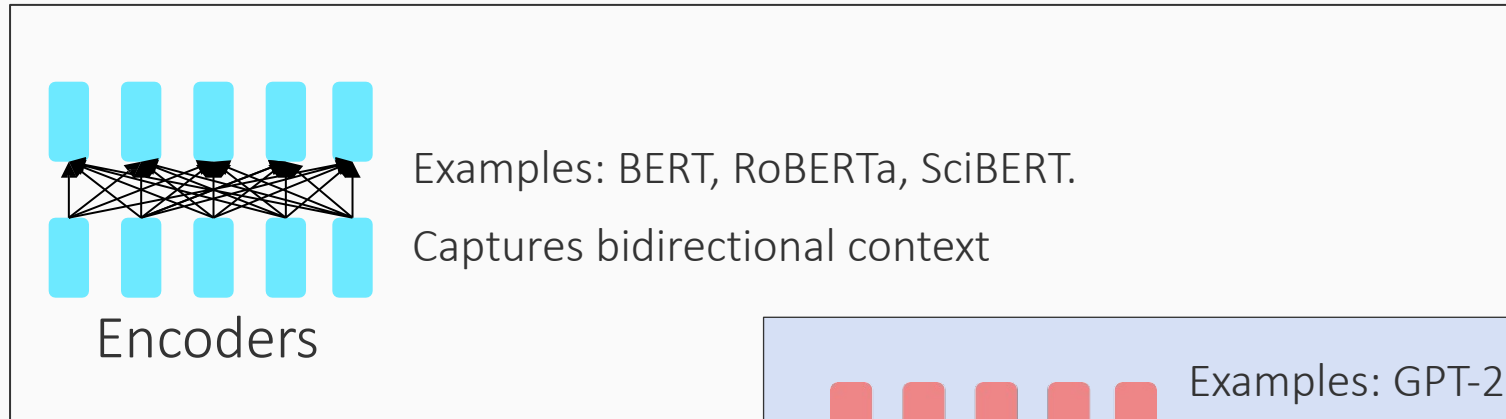 Examples: BERT, RoBERTa, SciBERT.
Captures bidirectional context
Encoders
Examples: GPT-2